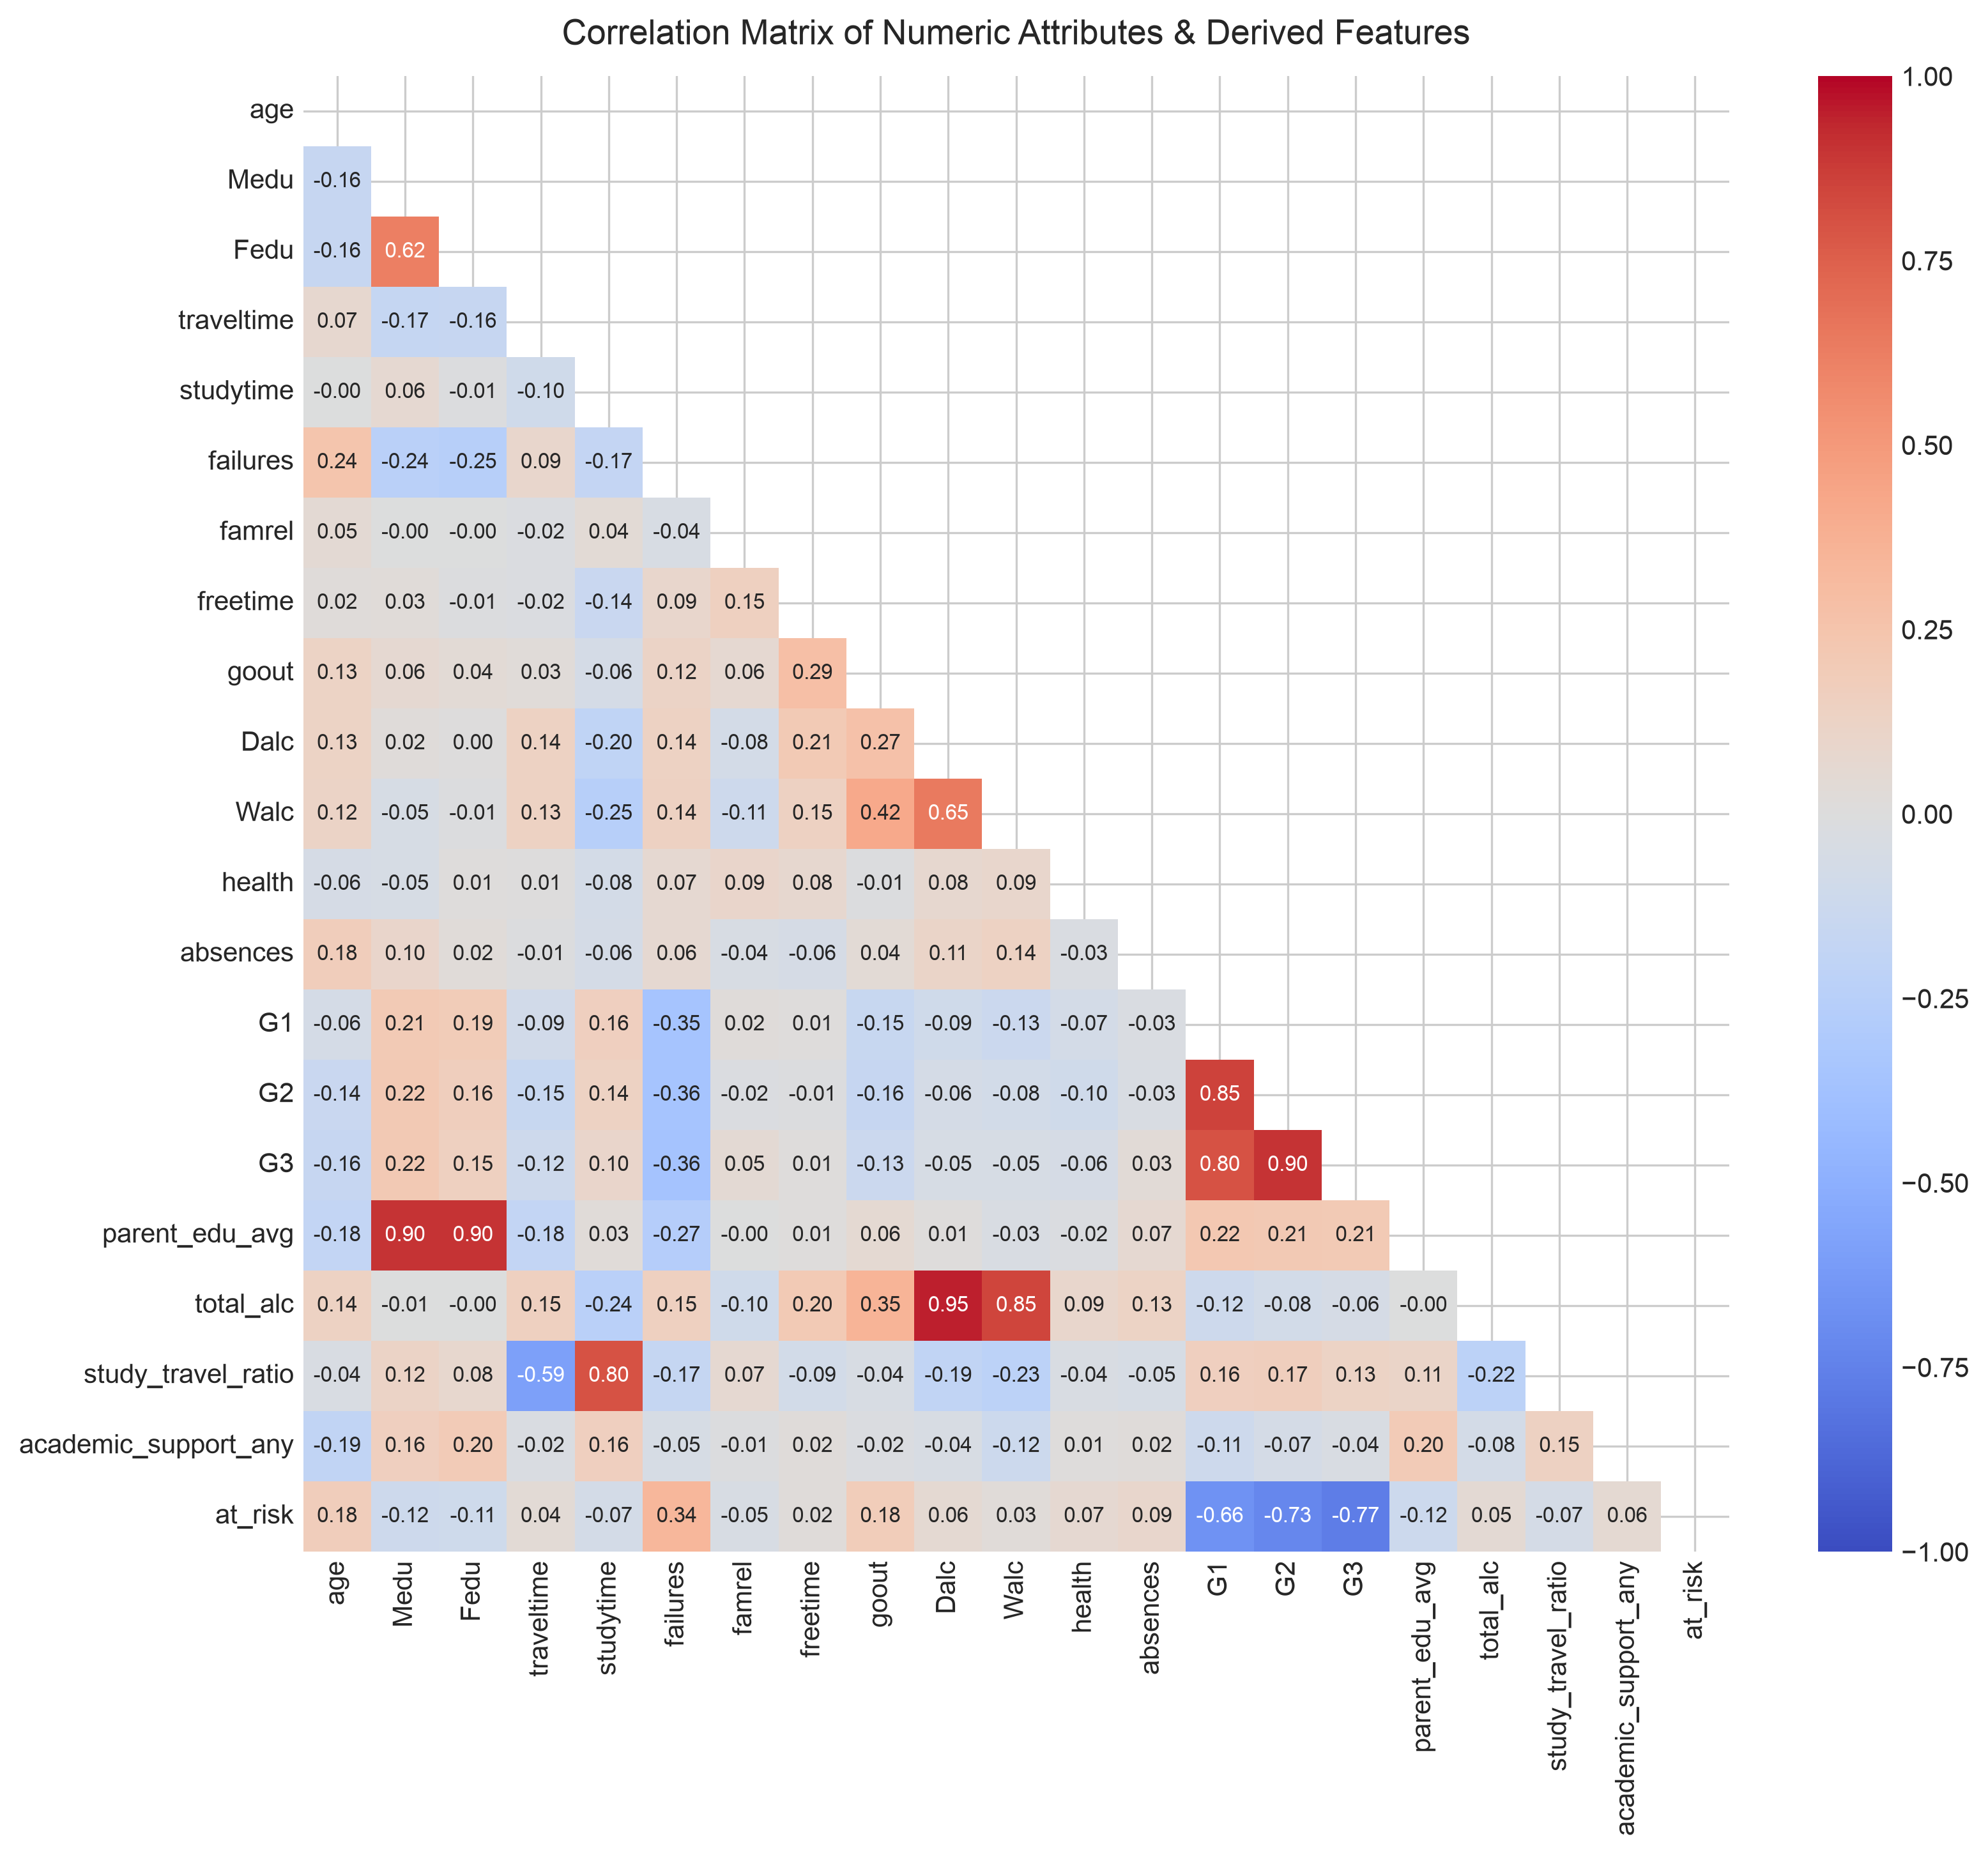 Correlation Matrix of Numeric Attributes & Derived Features
age
Medu -0.16
Fedu -0.16 0.62
traveltime 0.07 -0.17 -0.16
studytime -0.00 0.06 -0.01 -0.10
failures 0.24 -0.24 -0.25 0.09 -0.17
famrel 0.05 -0.00 -0.00 -0.02 0.04 -0.04
freetime 0.02 0.03 -0.01 -0.02 -0.14 0.09 0.15
goout 0.13 0.06 0.04 0.03 -0.06 0.12 0.06 0.29
Dalc 0.13 0.02 0.00 0.14 -0.20 0.14 -0.08 0.21 0.27
Walc 0.12 -0.05 -0.01 0.13 -0.25 0.14 -0.11 0.15 0.42 0.65
health -0.06 -0.05 0.01 0.01 -0.08 0.07 0.09 0.08 -0.01 0.08 0.09
absences 0.18 0.10 0.02 -0.01 -0.06 0.06 -0.04 -0.06 0.04 0.11 0.14 -0.03
G1 -0.06 0.21 0.19 -0.09 0.16 -0.35 0.02 0.01 -0.15 -0.09 -0.13 -0.07 -0.03
G2 -0.14 0.22 0.16 -0.15 0.14 -0.36 -0.02 -0.01 -0.16 -0.06 -0.08 -0.10 -0.03 0.85
G3 -0.16 0.22 0.15 -0.12 0.10 -0.36 0.05 0.01 -0.13 -0.05 -0.05 -0.06 0.03 0.80 0.90
parent_edu_avg -0.18 0.90 0.90 -0.18 0.03 -0.27 -0.00 0.01 0.06 0.01 -0.03 -0.02 0.07 0.22 0.21 0.21
total_alc 0.14 -0.01 -0.00 0.15 -0.24 0.15 -0.10 0.20 0.35 0.95 0.85 0.09 0.13 -0.12 -0.08 -0.06 -0.00
study_travel_ratio -0.04 0.12 0.08 -0.59 0.80 -0.17 0.07 -0.09 -0.04 -0.19 -0.23 -0.04 -0.05 0.16 0.17 0.13 0.11 -0.22
academic_support_any -0.19 0.16 0.20 -0.02 0.16 -0.05 -0.01 0.02 -0.02 -0.04 -0.12 0.01 0.02 -0.11 -0.07 -0.04 0.20 -0.08 0.15
at_risk 0.18 -0.12 -0.11 0.04 -0.07 0.34 -0.05 0.02 0.18 0.06 0.03 0.07 0.09 -0.66 -0.73 -0.77 -0.12 0.05 -0.07 0.06
age Medu Fedu traveltime studytime failures famrel freetime goout Dalc Walc health absences G1 G2 G3 parent_edu_avg total_alc study_travel_ratio academic_support_any at_risk
1.00
0.75
0.50
0.25
0.00
−0.25
−0.50
−0.75
−1.00